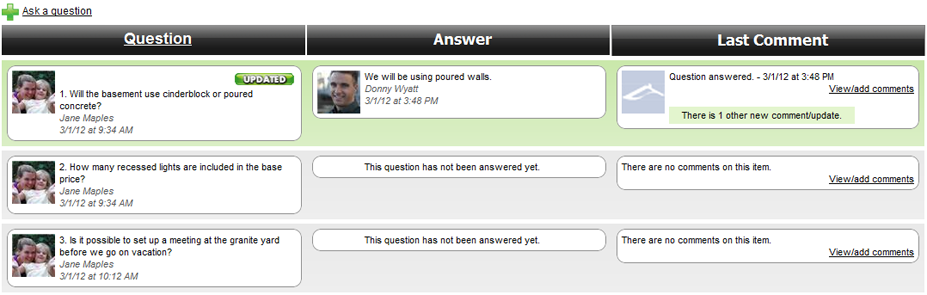 Ask a question
Question
Answer
Last Comment
UPDATED
1. Will the basement use cinderblock or poured
concrete?
Jane Maples
3/1/12 at 9:34 AM
We will be using poured walls.
Donny Wyatt
3/1/12 at 3:48 PM
Question answered. - 3/1/12 at 3:48 PM
View/add comments
There is 1 other new comment/update.
2. How many recessed lights are included in the base
price?
Jane Maples
3/1/12 at 9:34 AM
This question has not been answered yet.
There are no comments on this item.
View/add comments
3. Is it possible to set up a meeting at the granite yard
before we go on vacation?
Jane Maples
3/1/12 at 10:12 AM
This question has not been answered yet.
There are no comments on this item.
View/add comments